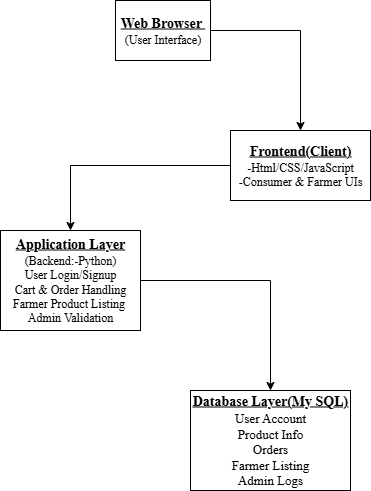 Web Browser
(User Interface)
Frontend(Client)
-Html/CSS/JavaScript
-Consumer & Farmer UIs
Application Layer
(Backend:-Python)
User Login/Signup
Cart & Order Handling
Farmer Product Listing
Admin Validation
Database Layer(My SQL)
User Account
Product Info
Orders
Farmer Listing
Admin Logs